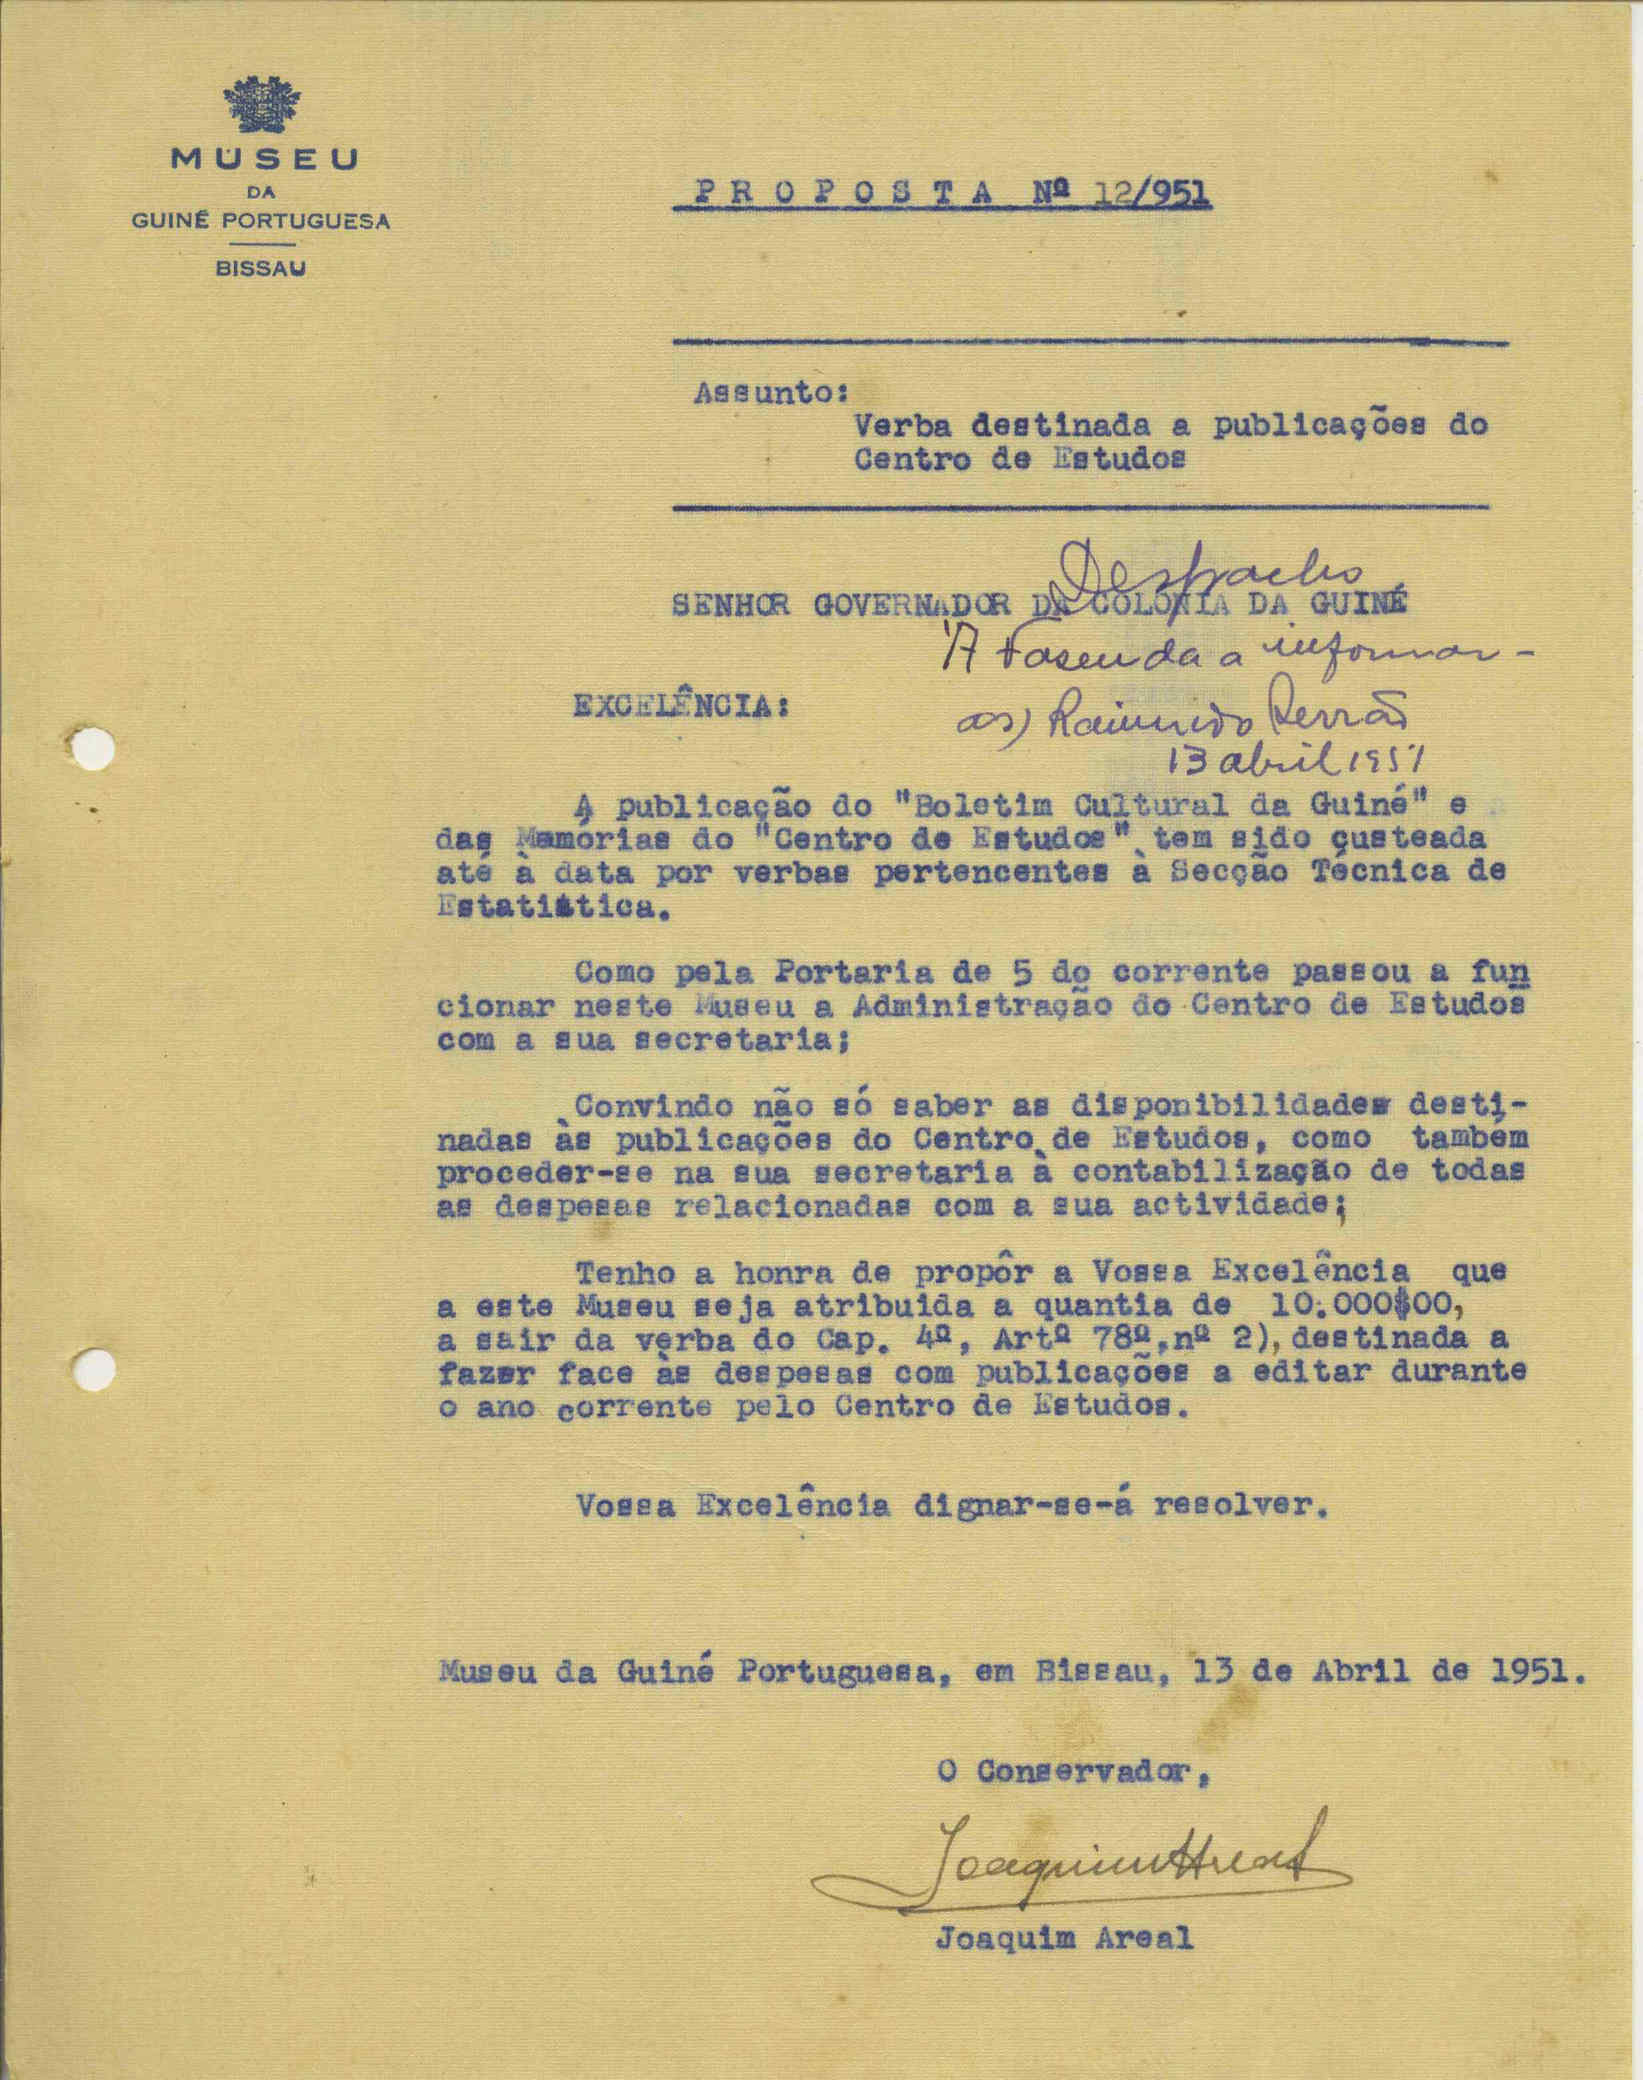 MUSEU
DA
GUINÉ PORTUGUESA
BISSAU
PROPOSTA Nº 12/951
Assunto:
Verba destinada a publicações do
Centro de Estudos
Despacho
SENHOR GOVERNADOR DA COLÓNIA DA GUINÉ
À Fasenda a informar -
EXCELÊNCIA:
as) Raimundo Serrão
13 abril 1951
A publicação do "Boletim Cultural da Guiné" e
das Memórias do "Centro de Estudos" tem sido custeada
até à data por verbas pertencentes à Secção Técnica de
Estatística.
Como pela Portaria de 5 do corrente passou a fun
cionar neste Museu a Administração do Centro de Estudos
com a sua secretaria;
Convindo não só saber as disponibilidades desti-
nadas às publicações do Centro de Estudos, como também
proceder-se na sua secretaria à contabilização de todas
as despesas relacionadas com a sua actividade;
Tenho a honra de propôr a Vossa Excelência que
a este Museu seja atribuida a quantia de 10.000$00,
a sair da verba do Cap. 4º, Artº 78º,nº 2), destinada a
fazer face às despesas com publicações a editar durante
o ano corrente pelo Centro de Estudos.
Vossa Excelência dignar-se-á resolver.
Museu da Guiné Portuguesa, em Bissau, 13 de Abril de 1951.
O Conservador,
Joaquim Areal
Joaquim Areal